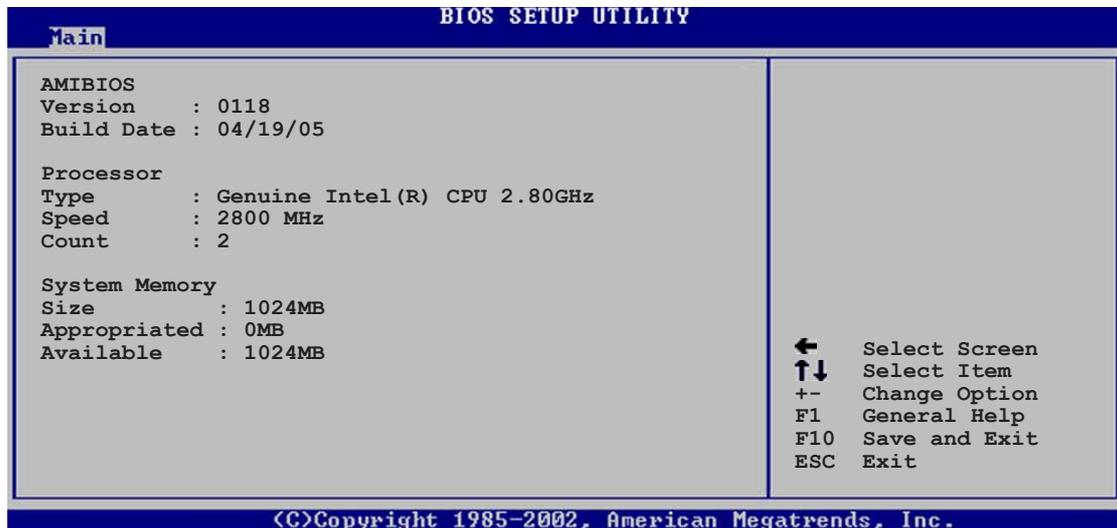 BIOS SETUP UTILITY
Main
AMIBIOS
Version : 0118
Build Date : 04/19/05
Processor
Type : Genuine Intel(R) CPU 2.80GHz
Speed : 2800 MHz
Count : 2
System Memory
Size : 1024MB
Appropriated : 0MB
Available : 1024MB
← Select Screen
↑↓ Select Item
+- Change Option
F1 General Help
F10 Save and Exit
ESC Exit
(C)Copyright 1985-2002, American Megatrends, Inc.